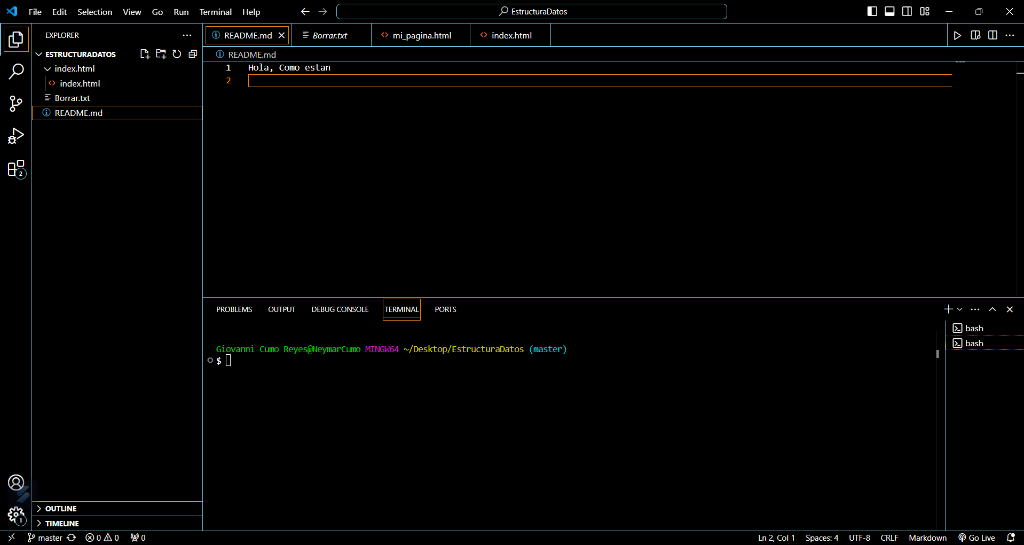 File Edit Selection View Go Run Terminal Help
EstructuraDatos
EXPLORER
ESTRUCTURADATOS
index.html
index.html
Borrar.txt
README.md
README.md Borrar.txt mi_pagina.html index.html
README.md
1 Hola, Como estan
2
PROBLEMS OUTPUT DEBUG CONSOLE TERMINAL PORTS
bash
bash
Giovanni Cumo Reyes@NeymarCumo MINGW64 ~/Desktop/EstructuraDatos (master)
$
2
1
OUTLINE
TIMELINE
master 0 0 0 Ln 2, Col 1 Spaces: 4 UTF-8 CRLF Markdown Go Live